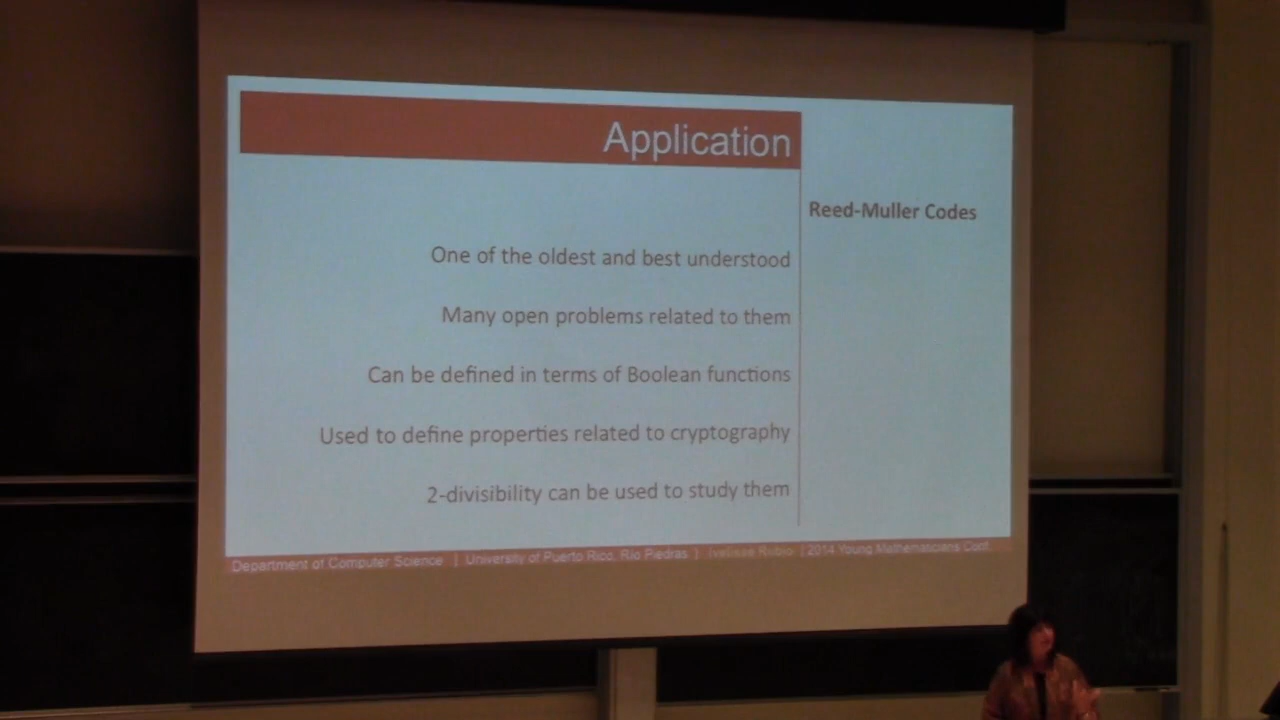 Application
Reed-Muller Codes
One of the oldest and best understood
Many open problems related to them
Can be defined in terms of Boolean functions
Used to define properties related to cryptography
2-divisibility can be used to study them
Department of Computer Science | University of Puerto Rico, Río Piedras | Ivelisse Rubio | 2014 Young Mathematicians Conf.